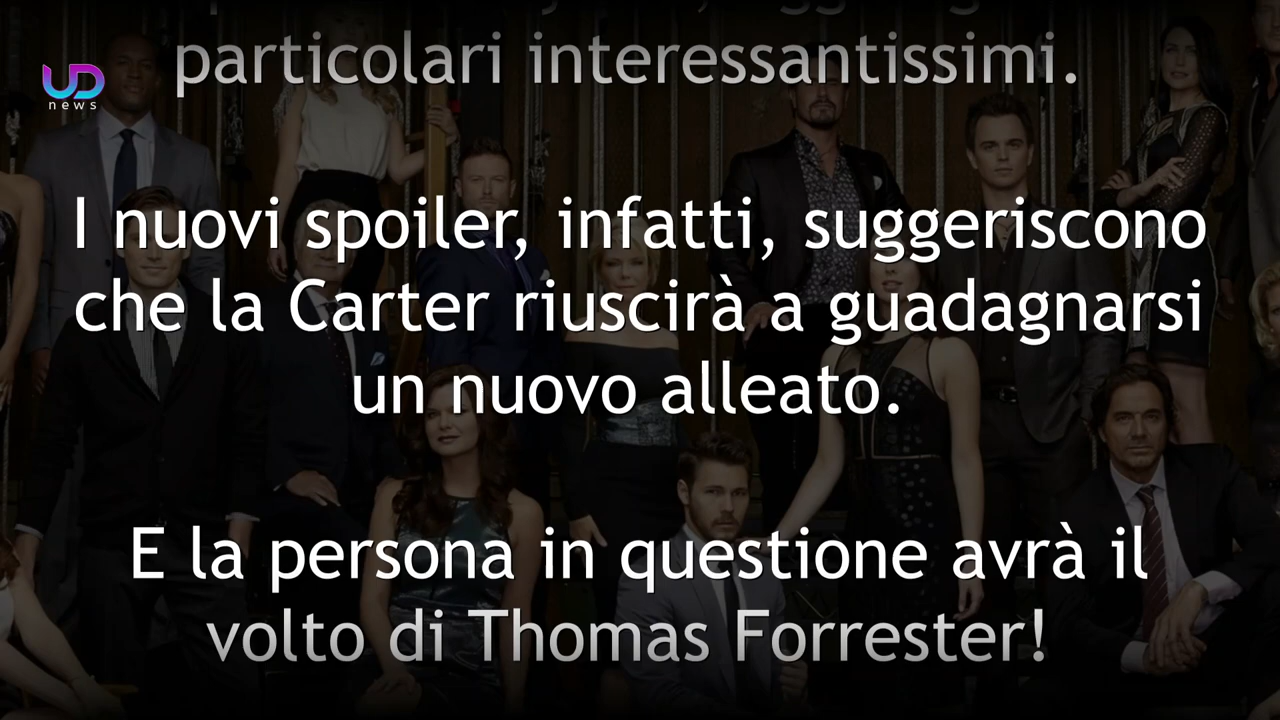 UD
news
particolari interessantissimi.
I nuovi spoiler, infatti, suggeriscono
che la Carter riuscirà a guadagnarsi
un nuovo alleato.
E la persona in questione avrà il
volto di Thomas Forrester!